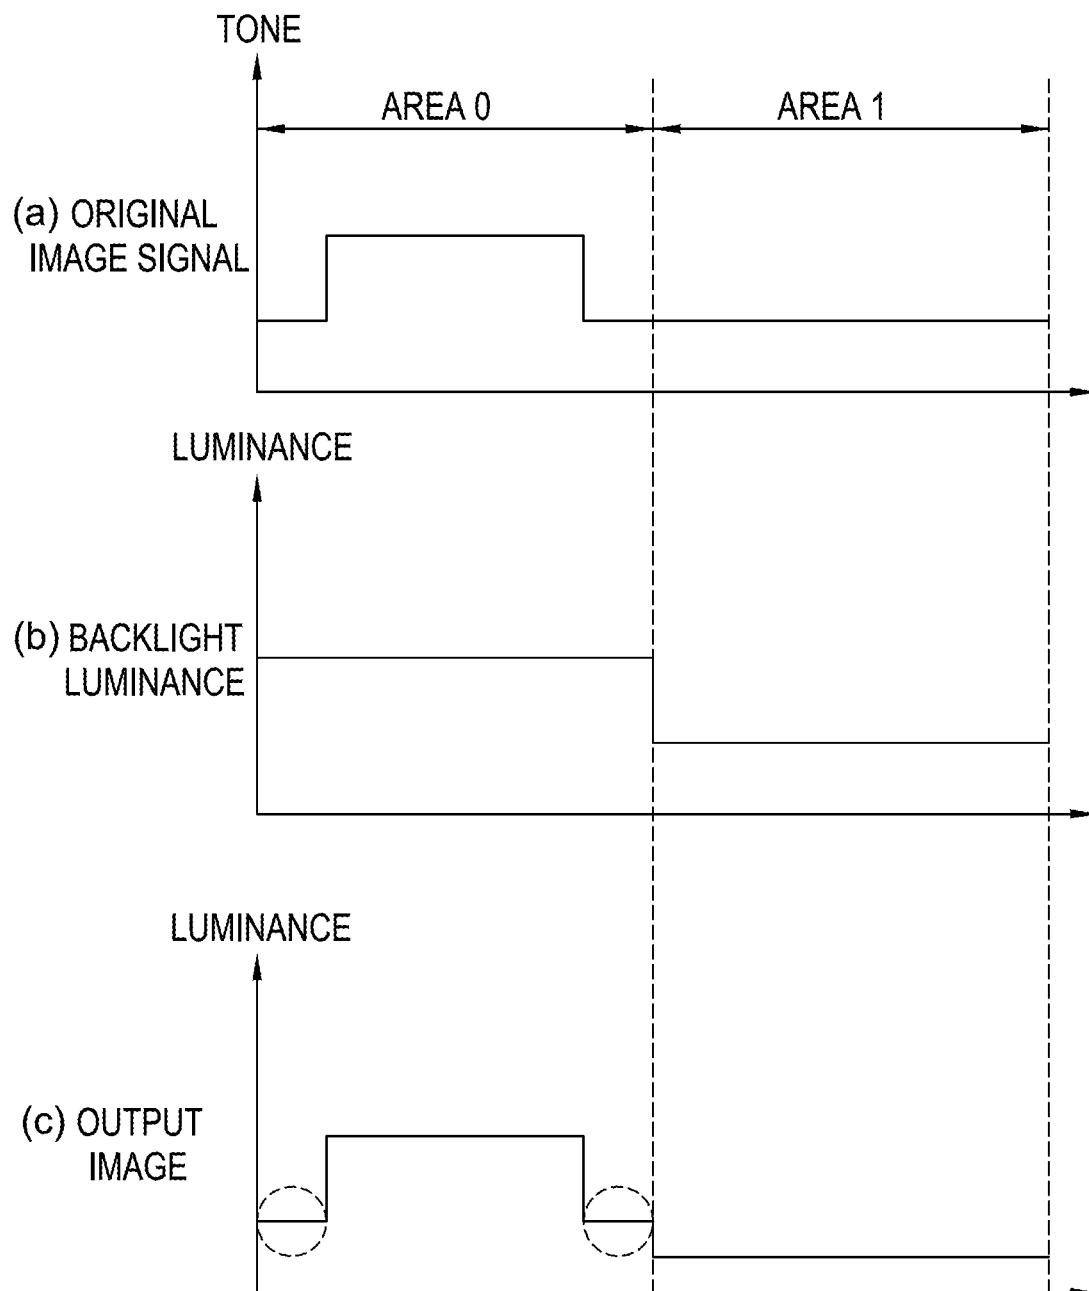 TONE
AREA 0
AREA 1
(a) ORIGINAL
IMAGE SIGNAL
LUMINANCE
(b) BACKLIGHT
LUMINANCE
LUMINANCE
(c) OUTPUT
IMAGE